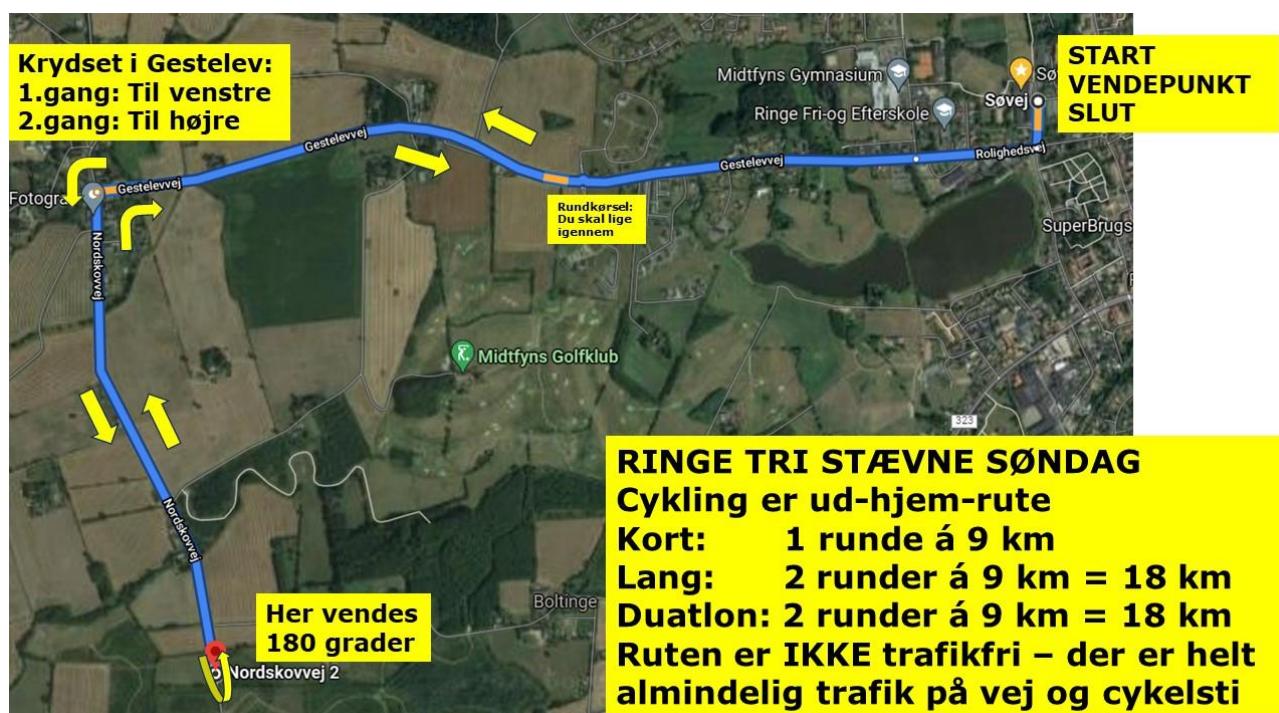 Krydset i Gestelev:
1.gang: Til venstre
2.gang: Til højre
START
VENDEPUNKT
SLUT
Midtfyns Gymnasium
Søvej
Ringe Fri-og Efterskole
Gestelevvej
Gestelevvej
Rolighedsvej
Gestelevvej
Rundkørsel:
Du skal lige
igennem
SuperBrugs
Nordskovvej
Midtfyns Golfklub
323
Nordskovvej
Boltinge
Her vendes
180 grader
Nordskovvej 2
RINGE TRI STÆVNE SØNDAG
Cykling er ud-hjem-rute
Kort: 1 runde á 9 km
Lang: 2 runder á 9 km = 18 km
Duatlon: 2 runder á 9 km = 18 km
Ruten er IKKE trafikfri – der er helt
almindelig trafik på vej og cykelsti